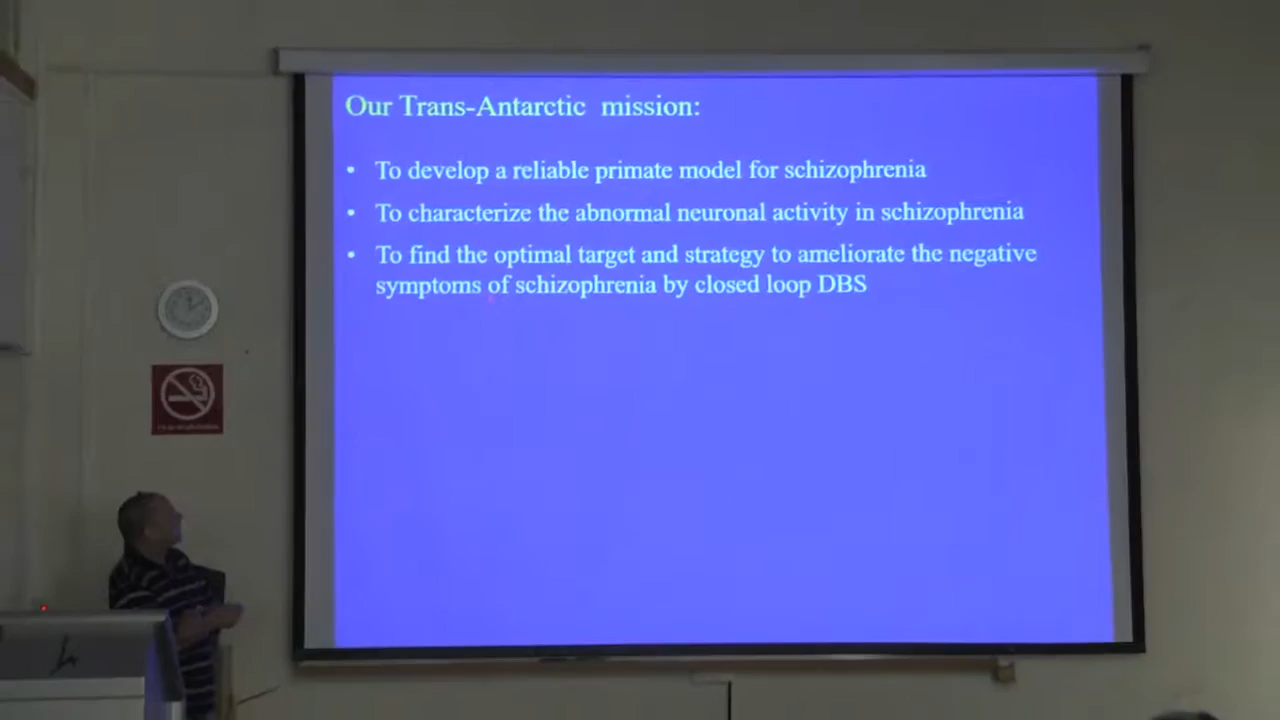 Our Trans-Antarctic mission:
• To develop a reliable primate model for schizophrenia
• To characterize the abnormal neuronal activity in schizophrenia
• To find the optimal target and strategy to ameliorate the negative
symptoms of schizophrenia by closed loop DBS